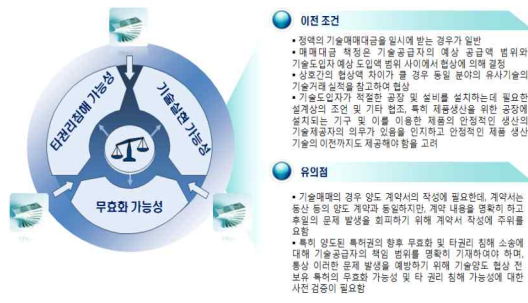 타권리침해 가능성
기술실현 가능성
무효화 가능성
이전 조건
• 정액의 기술매매대금을 일시에 받는 경우가 일반
• 매매대금 책정은 기술공급자의 예상 공급액 범위와
기술도입자 예상 도입액 범위 사이에서 협상에 의해 결정
• 상호간의 협상액 차이가 클 경우 동일 분야의 유사기술의
기술거래 실적을 참고하여 협상
• 기술도입자가 적절한 공장 및 설비를 설치하는데 필요한
설계상의 조언 및 기타 협조, 특히 제품생산을 위한 공장에
설치되는 기구 및 이를 이용한 제품의 안정적인 생산의
기술제공자의 의무가 있음을 인지하고 안정적인 제품 생산
기술의 이전까지도 제공해야 함을 고려
유의점
• 기술매매의 경우 양도 계약서의 작성에 필요한데, 계약서는
동산 등의 양도 계약과 동일하지만, 계약 내용을 명확히 하고
후일의 문제 발생을 회피하기 위해 계약서 작성에 주위를
요함
• 특히 양도된 특허권의 향후 무효화 및 타권리 침해 소송에
대해 기술공급자의 책임 범위를 명확히 기재하여야 하며,
통상 이러한 문제 발생을 예방하기 위해 기술양도 협상 전
보유 특허의 무효화 가능성 및 타 권리 침해 가능성에 대한
사전 검증이 필요함